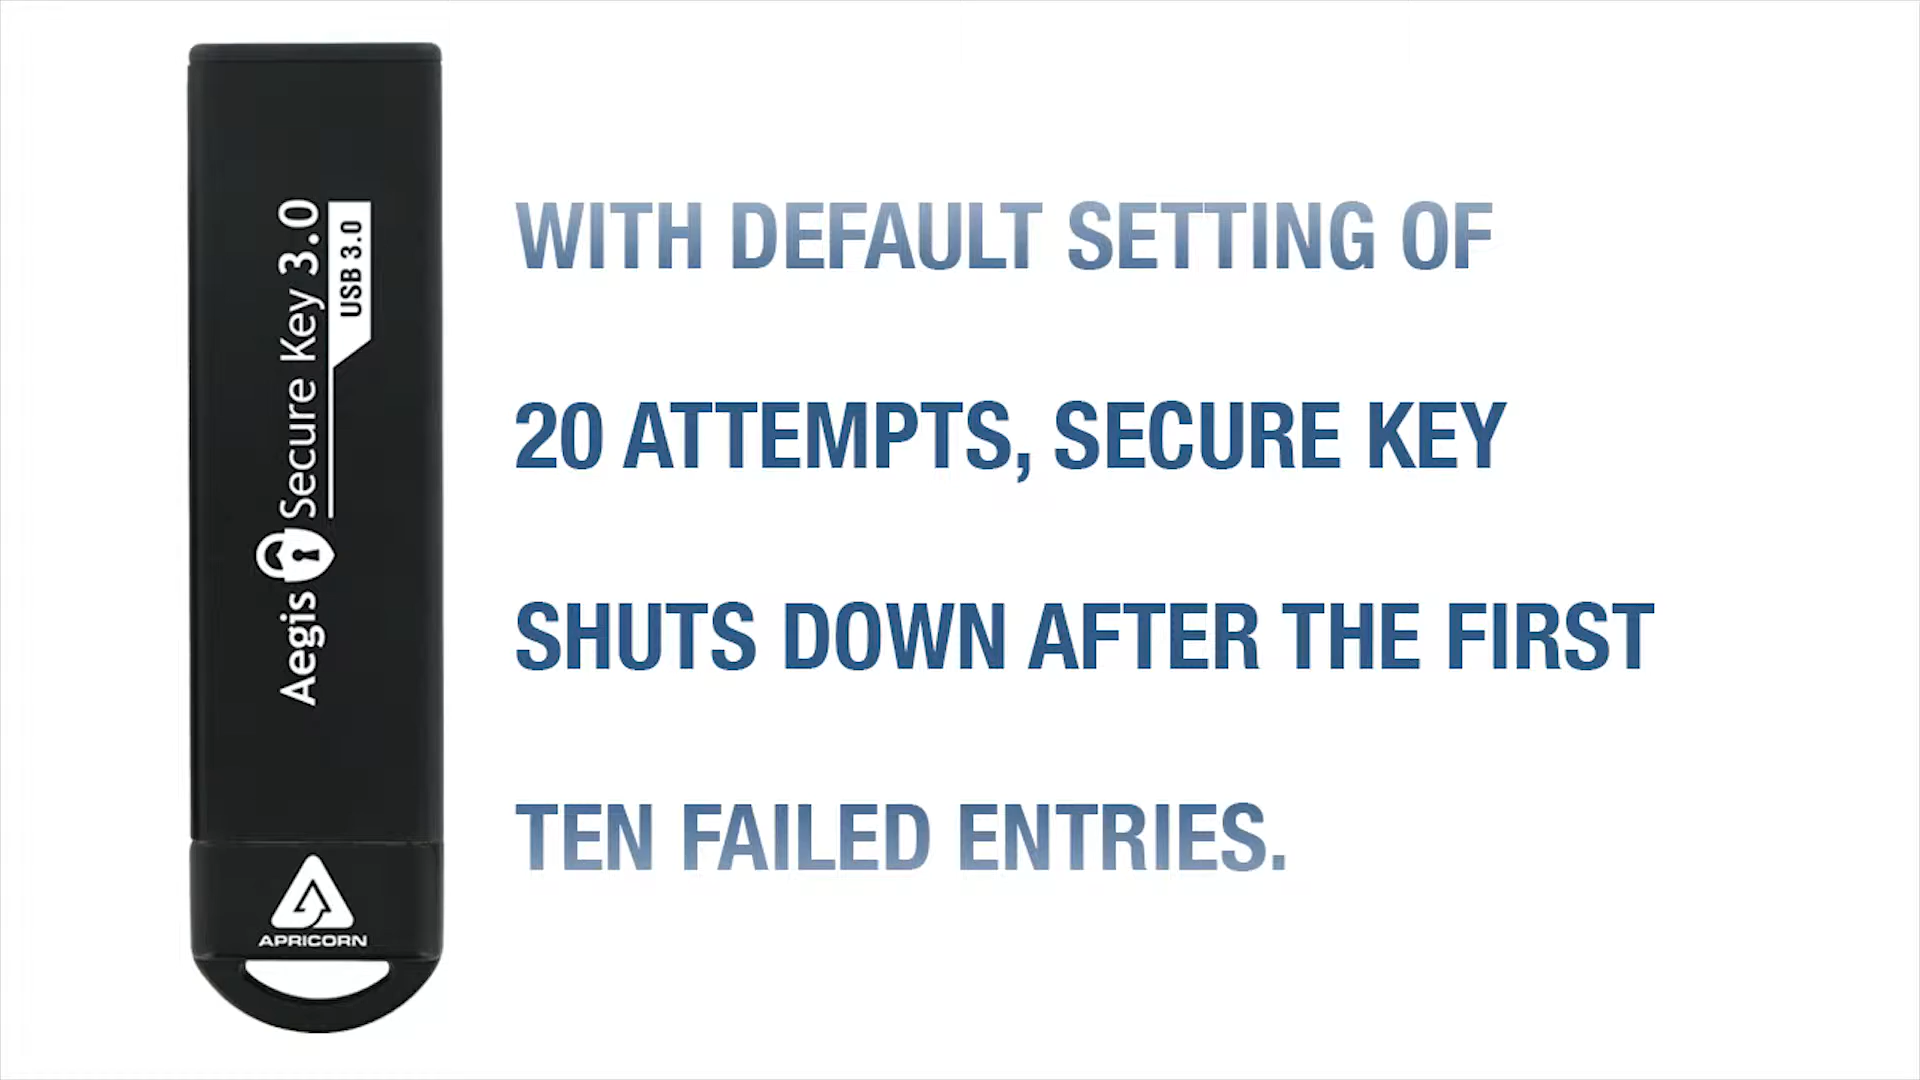 Aegis Secure Key 3.0
USB 3.0
APRICORN
WITH DEFAULT SETTING OF
20 ATTEMPTS, SECURE KEY
SHUTS DOWN AFTER THE FIRST
TEN FAILED ENTRIES.